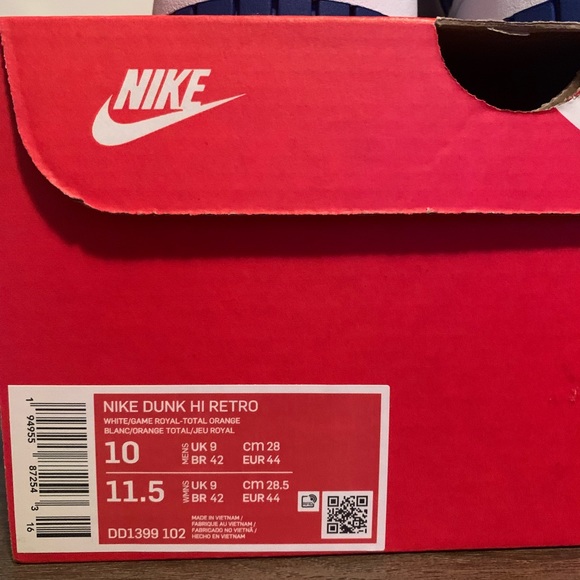 NIKE
NIKE DUNK HI RETRO
WHITE/GAME ROYAL-TOTAL ORANGE
BLANC/ORANGE TOTAL/JEU ROYAL
10 MENS UK 9 CM 28
BR 42 EUR 44
11.5 WMNS UK 9 CM 28.5
BR 42 EUR 44
DD1399 102
MADE IN VIETNAM /
FABRIQUE AU VIETNAM /
FABRICADO NO VIETNÃ /
HECHO EN VIETNAM
1 94955 87254 3 16